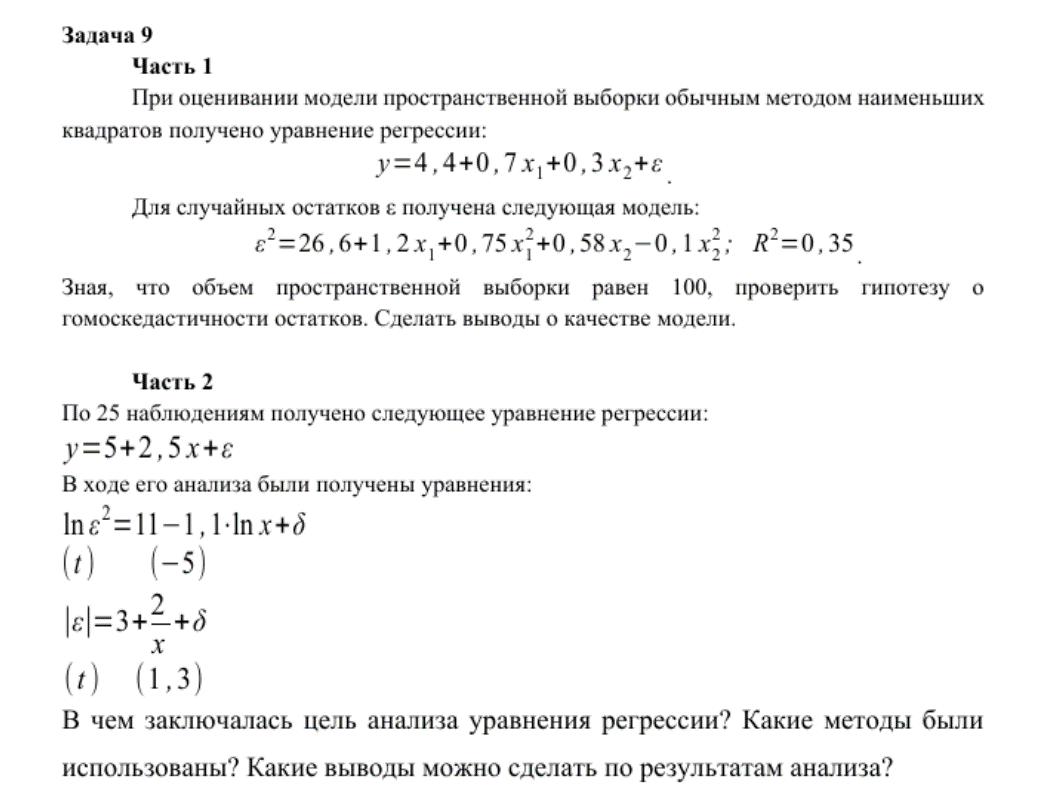 Задача 9
Часть 1
При оценивании модели пространственной выборки обычным методом наименьших
квадратов получено уравнение регрессии:
y=4,4+0,7x₁+0,3x₂+ε.
Для случайных остатков ε получена следующая модель:
ε²=26,6+1,2x₁+0,75x₁²+0,58x₂−0,1x₂²; R²=0,35.
Зная, что объем пространственной выборки равен 100, проверить гипотезу о
гомоскедастичности остатков. Сделать выводы о качестве модели.
Часть 2
По 25 наблюдениям получено следующее уравнение регрессии:
y=5+2,5x+ε
В ходе его анализа были получены уравнения:
ln ε²=11−1,1·ln x+δ
(t) (−5)
|ε|=3+2/x+δ
(t) (1,3)
В чем заключалась цель анализа уравнения регрессии? Какие методы были
использованы? Какие выводы можно сделать по результатам анализа?